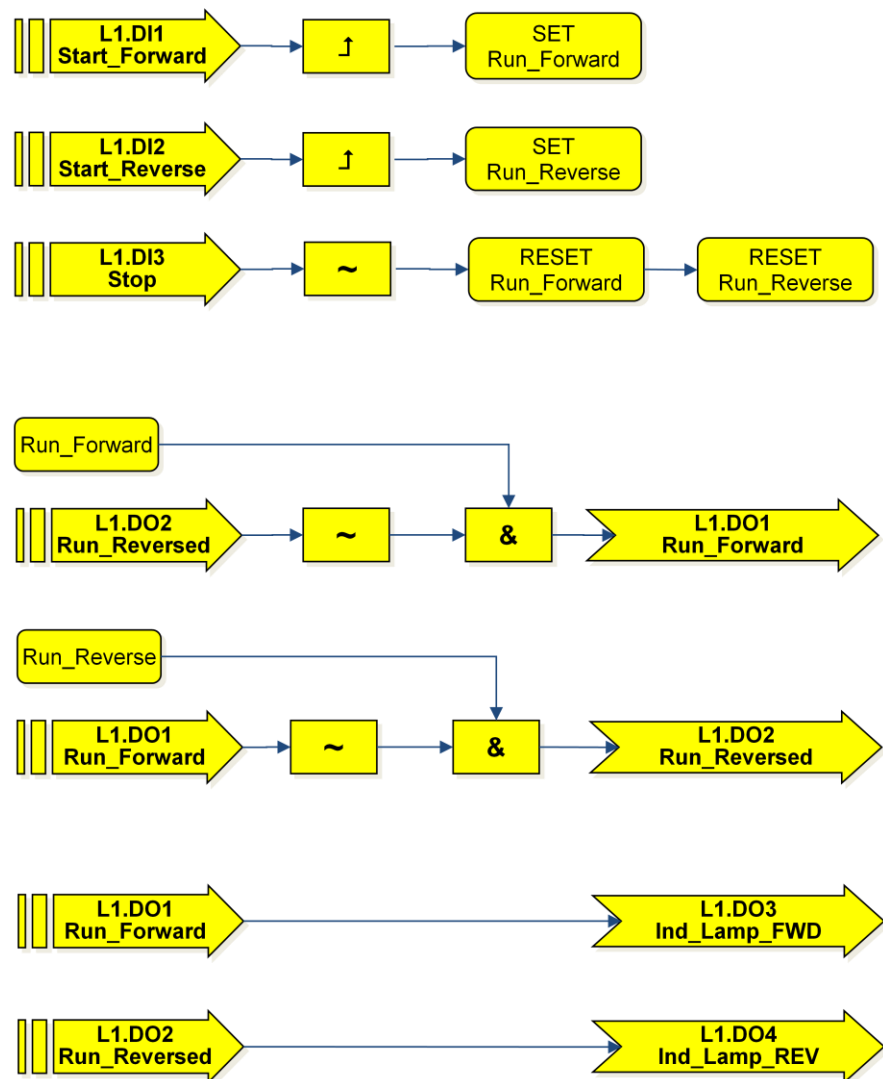 L1.DI1
Start_Forward
SET
Run_Forward
L1.DI2
Start_Reverse
SET
Run_Reverse
L1.DI3
Stop
~
RESET
Run_Forward
RESET
Run_Reverse
Run_Forward
L1.DO2
Run_Reversed
~
&
L1.DO1
Run_Forward
Run_Reverse
L1.DO1
Run_Forward
~
&
L1.DO2
Run_Reversed
L1.DO1
Run_Forward
L1.DO3
Ind_Lamp_FWD
L1.DO2
Run_Reversed
L1.DO4
Ind_Lamp_REV